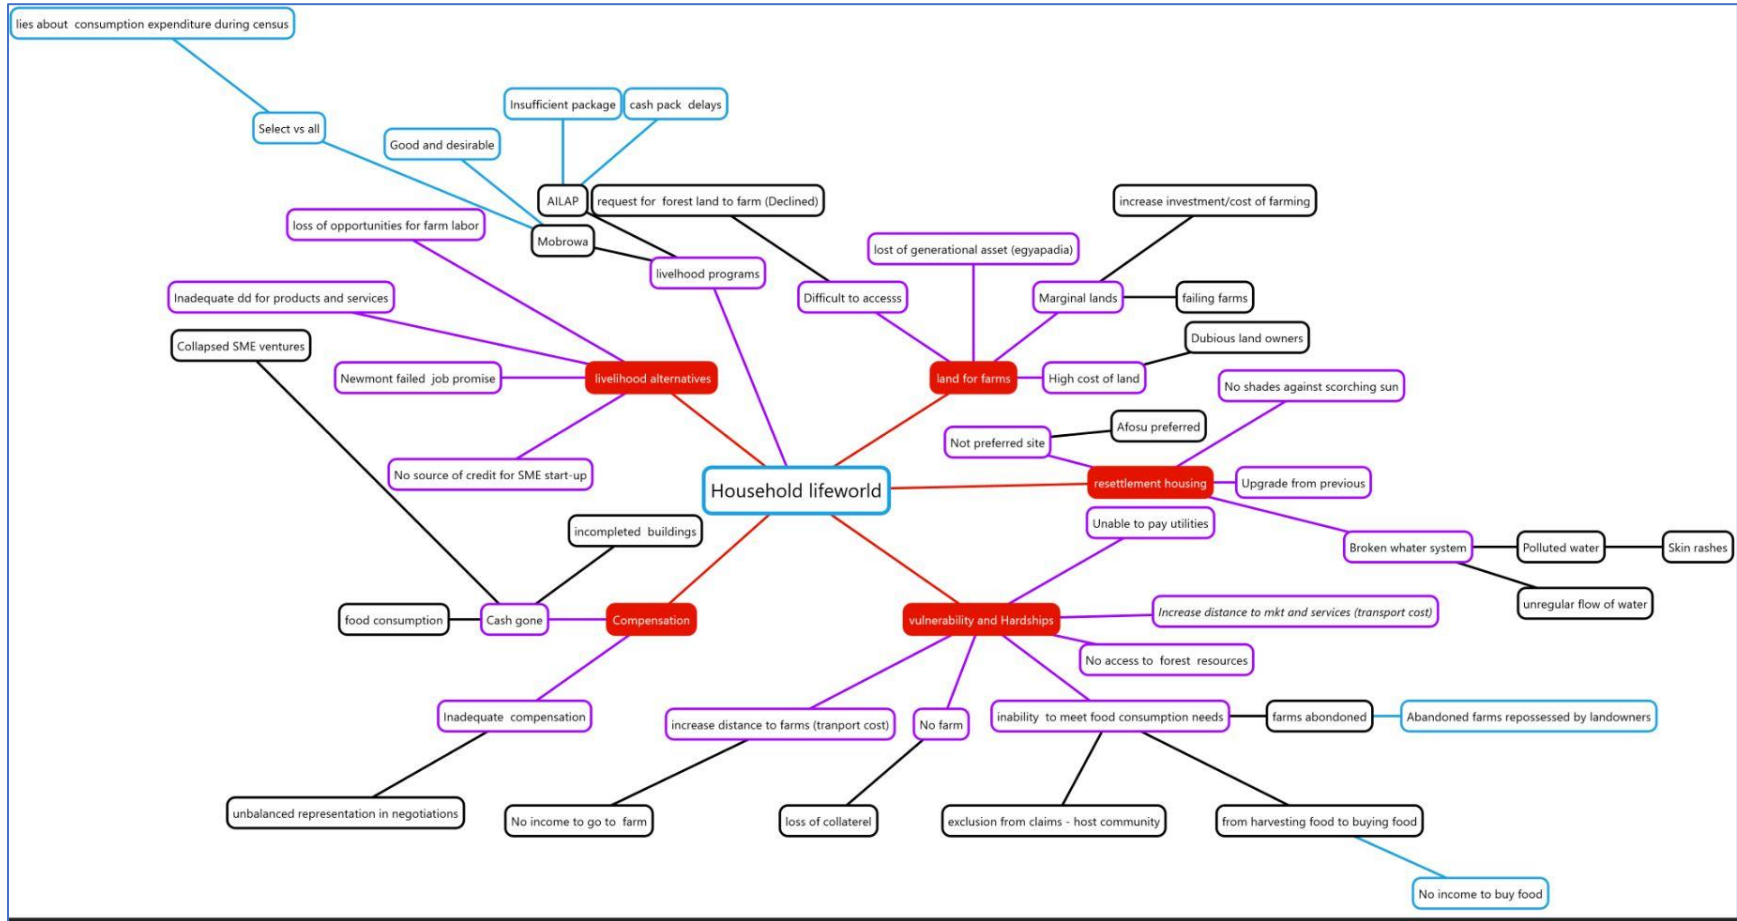 lies about consumption expenditure during census
Insufficient package
cash pack delays
Select vs all
Good and desirable
AILAP
request for forest land to farm (Declined)
increase investment/cost of farming
loss of opportunities for farm labor
Mobrowa
lost of generational asset (egyapadia)
livelhood programs
Inadequate dd for products and services
Difficult to accesss
Marginal lands
failing farms
Collapsed SME ventures
Dubious land owners
Newmont failed job promise
livelihood alternatives
land for farms
High cost of land
No shades against scorching sun
Afosu preferred
Not preferred site
No source of credit for SME start-up
Household lifeworld
resettlement housing
Upgrade from previous
incompleted buildings
Unable to pay utilities
Broken whater system
Polluted water
Skin rashes
unregular flow of water
food consumption
Cash gone
Compensation
vulnerability and Hardships
Increase distance to mkt and services (transport cost)
No access to forest resources
Inadequate compensation
increase distance to farms (tranport cost)
No farm
inability to meet food consumption needs
farms abondoned
Abandoned farms repossessed by landowners
unbalanced representation in negotiations
No income to go to farm
loss of collaterel
exclusion from claims - host community
from harvesting food to buying food
No income to buy food